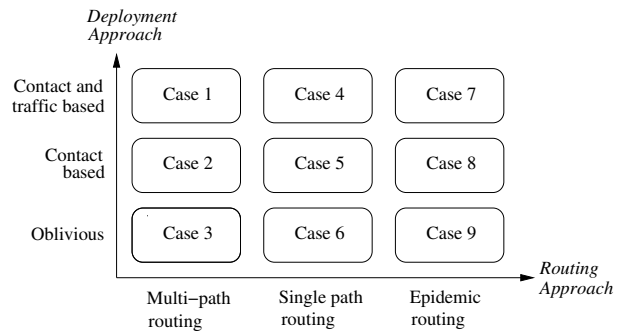 Deployment
Approach
Contact and
traffic based
Case 1
Case 4
Case 7
Contact
based
Case 2
Case 5
Case 8
Oblivious
Case 3
Case 6
Case 9
Routing
Approach
Multi−path
routing
Single path
routing
Epidemic
routing